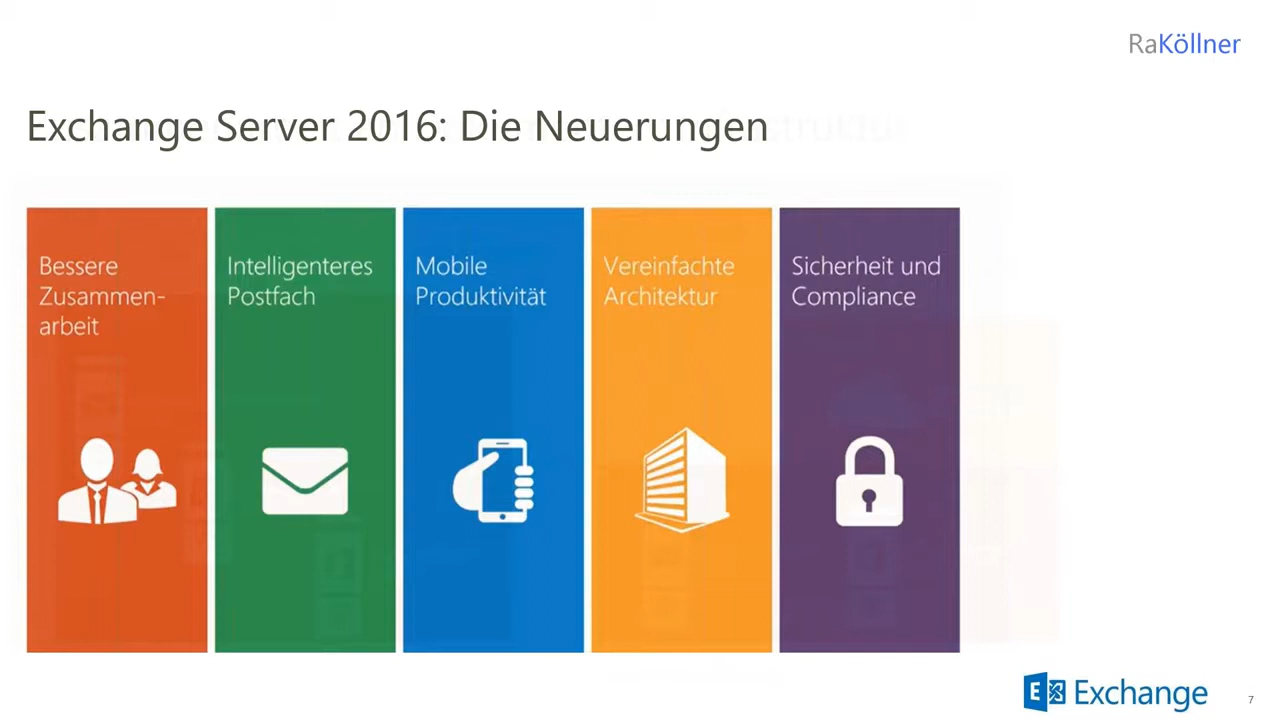 RaKöllner
Exchange Server 2016: Die Neuerungen
Bessere
Zusammen-
arbeit
Intelligenteres
Postfach
Mobile
Produktivität
Vereinfachte
Architektur
Sicherheit und
Compliance
E
Exchange
7